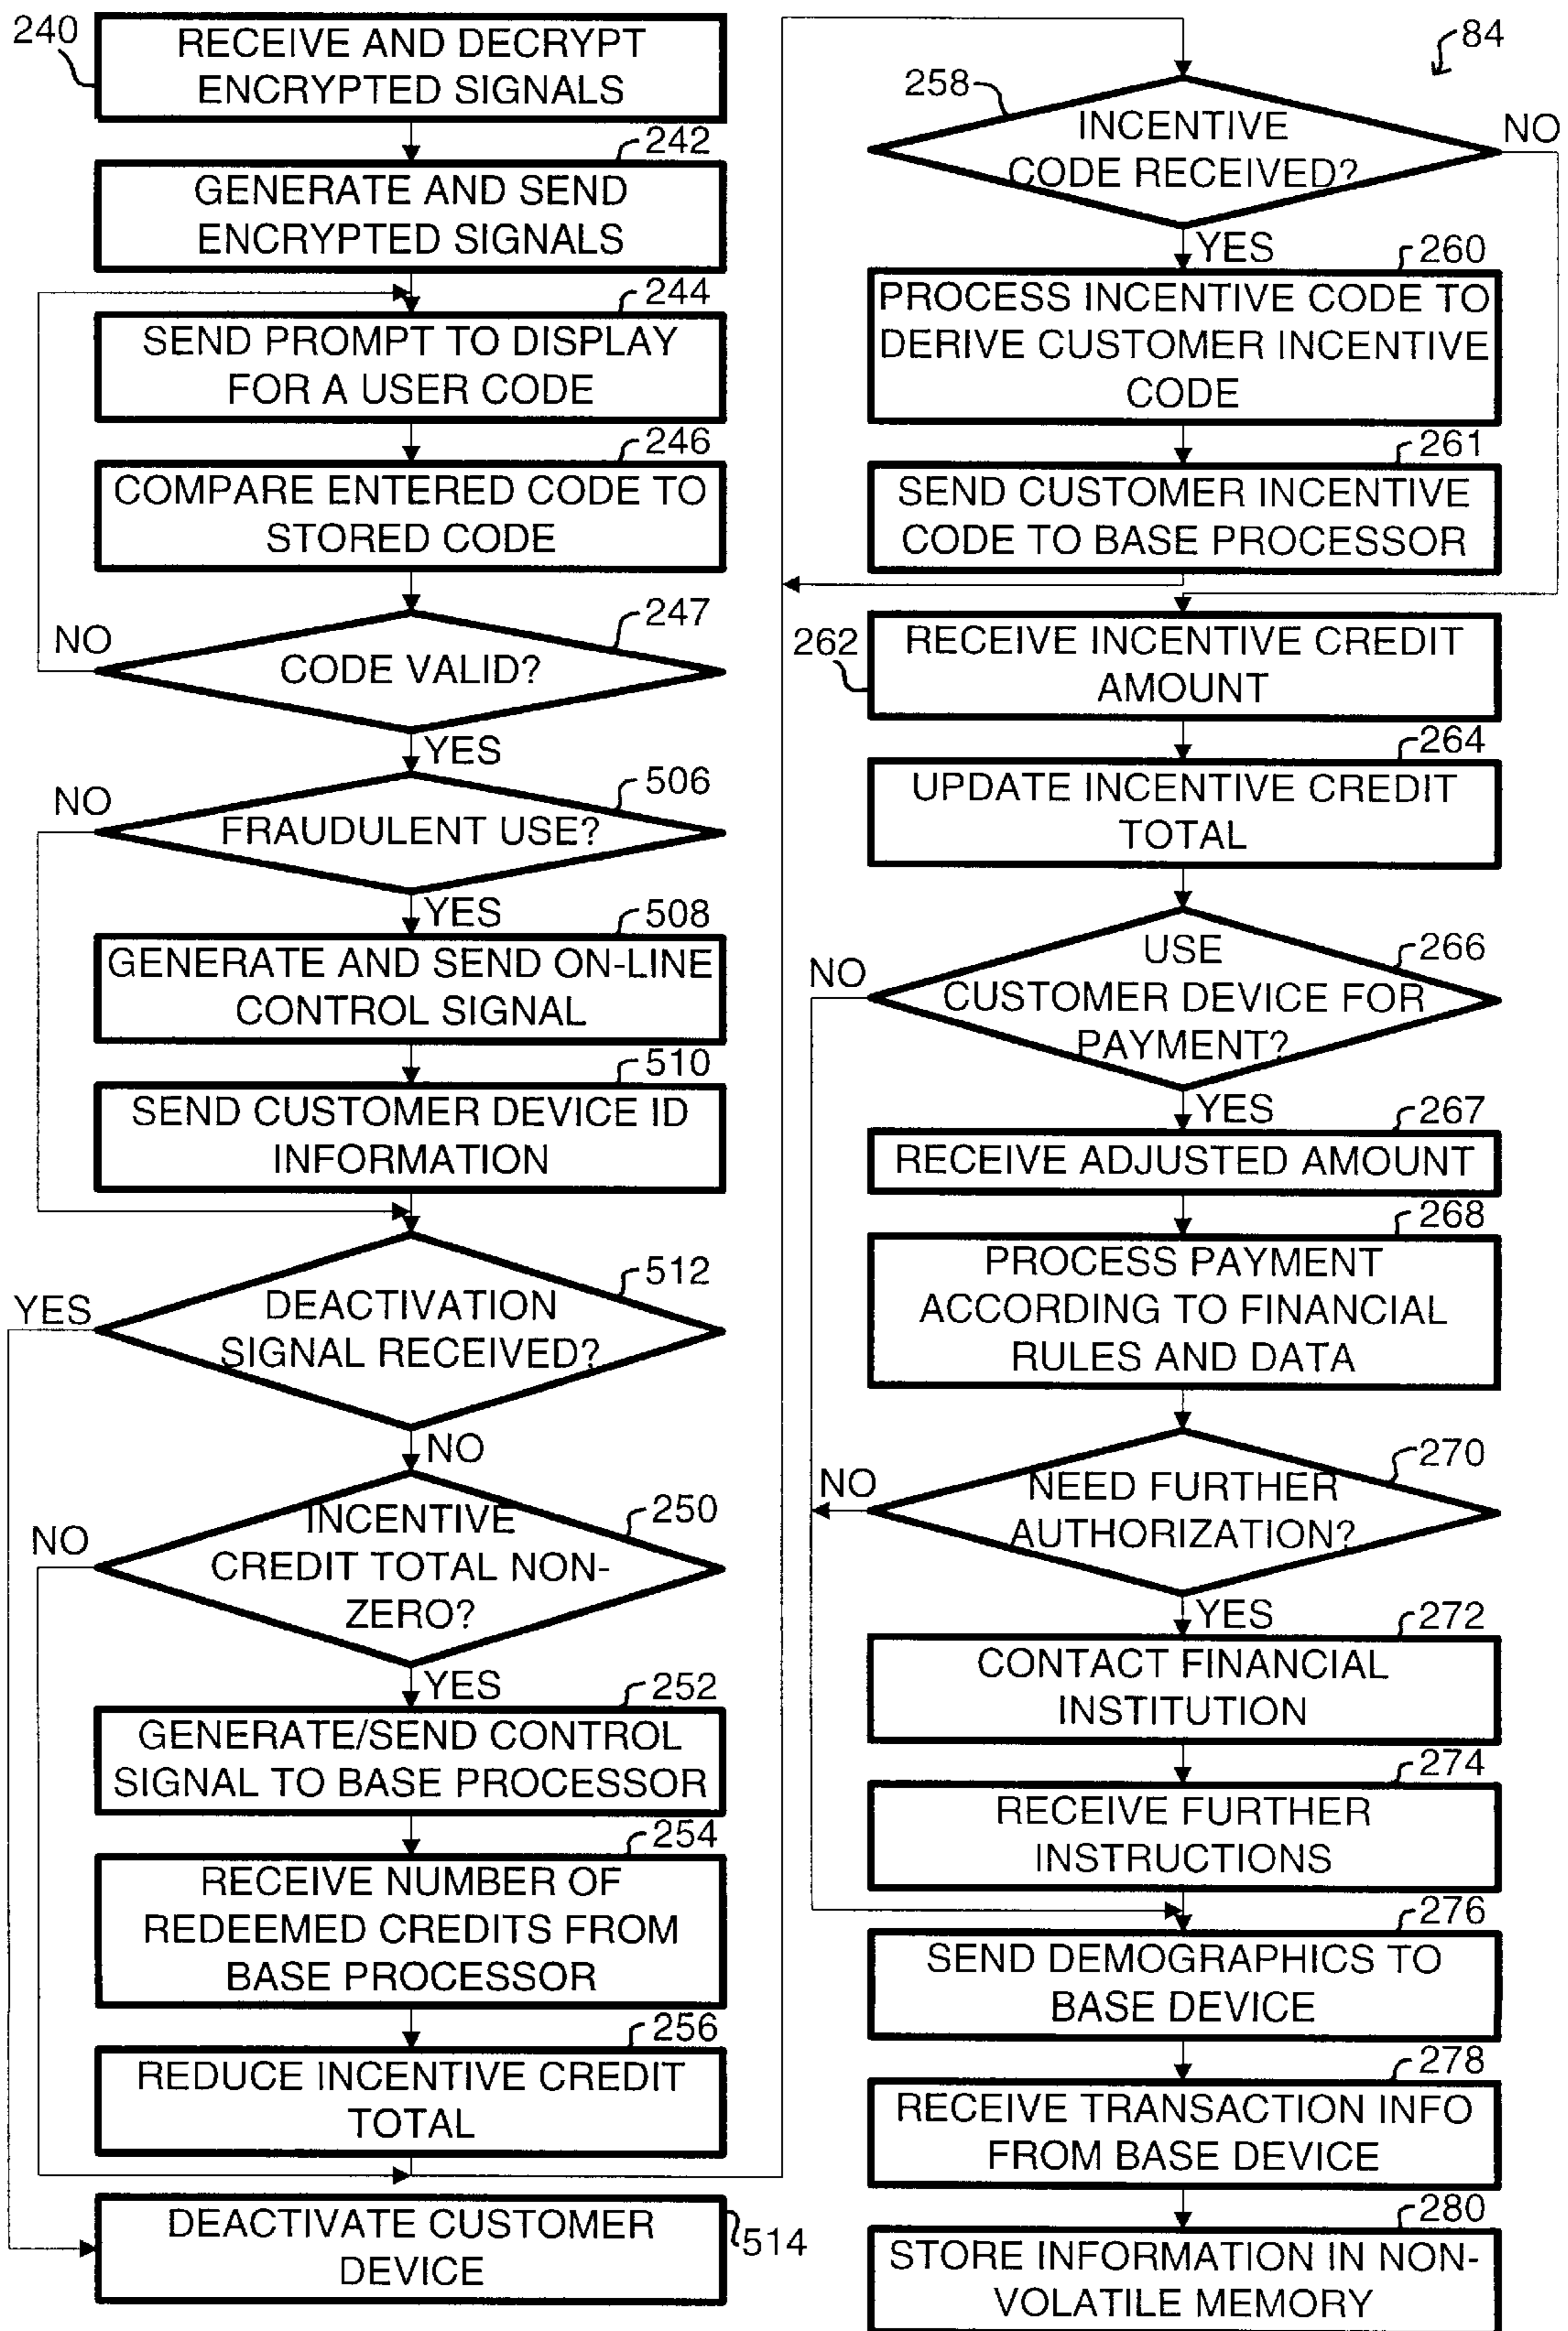 240
RECEIVE AND DECRYPT
ENCRYPTED SIGNALS
242
GENERATE AND SEND
ENCRYPTED SIGNALS
244
SEND PROMPT TO DISPLAY
FOR A USER CODE
246
COMPARE ENTERED CODE TO
STORED CODE
247
NO
CODE VALID?
YES
506
NO
FRAUDULENT USE?
YES
508
GENERATE AND SEND ON-LINE
CONTROL SIGNAL
510
SEND CUSTOMER DEVICE ID
INFORMATION
512
YES
DEACTIVATION
SIGNAL RECEIVED?
NO
250
NO
INCENTIVE
CREDIT TOTAL NON-
ZERO?
YES
252
GENERATE/SEND CONTROL
SIGNAL TO BASE PROCESSOR
254
RECEIVE NUMBER OF
REDEEMED CREDITS FROM
BASE PROCESSOR
256
REDUCE INCENTIVE CREDIT
TOTAL
DEACTIVATE CUSTOMER
DEVICE
514
84
258
INCENTIVE
CODE RECEIVED?
NO
YES
260
PROCESS INCENTIVE CODE TO
DERIVE CUSTOMER INCENTIVE
CODE
261
SEND CUSTOMER INCENTIVE
CODE TO BASE PROCESSOR
262
RECEIVE INCENTIVE CREDIT
AMOUNT
264
UPDATE INCENTIVE CREDIT
TOTAL
266
NO
USE
CUSTOMER DEVICE FOR
PAYMENT?
YES
267
RECEIVE ADJUSTED AMOUNT
268
PROCESS PAYMENT
ACCORDING TO FINANCIAL
RULES AND DATA
270
NO
NEED FURTHER
AUTHORIZATION?
YES
272
CONTACT FINANCIAL
INSTITUTION
274
RECEIVE FURTHER
INSTRUCTIONS
276
SEND DEMOGRAPHICS TO
BASE DEVICE
278
RECEIVE TRANSACTION INFO
FROM BASE DEVICE
280
STORE INFORMATION IN NON-
VOLATILE MEMORY